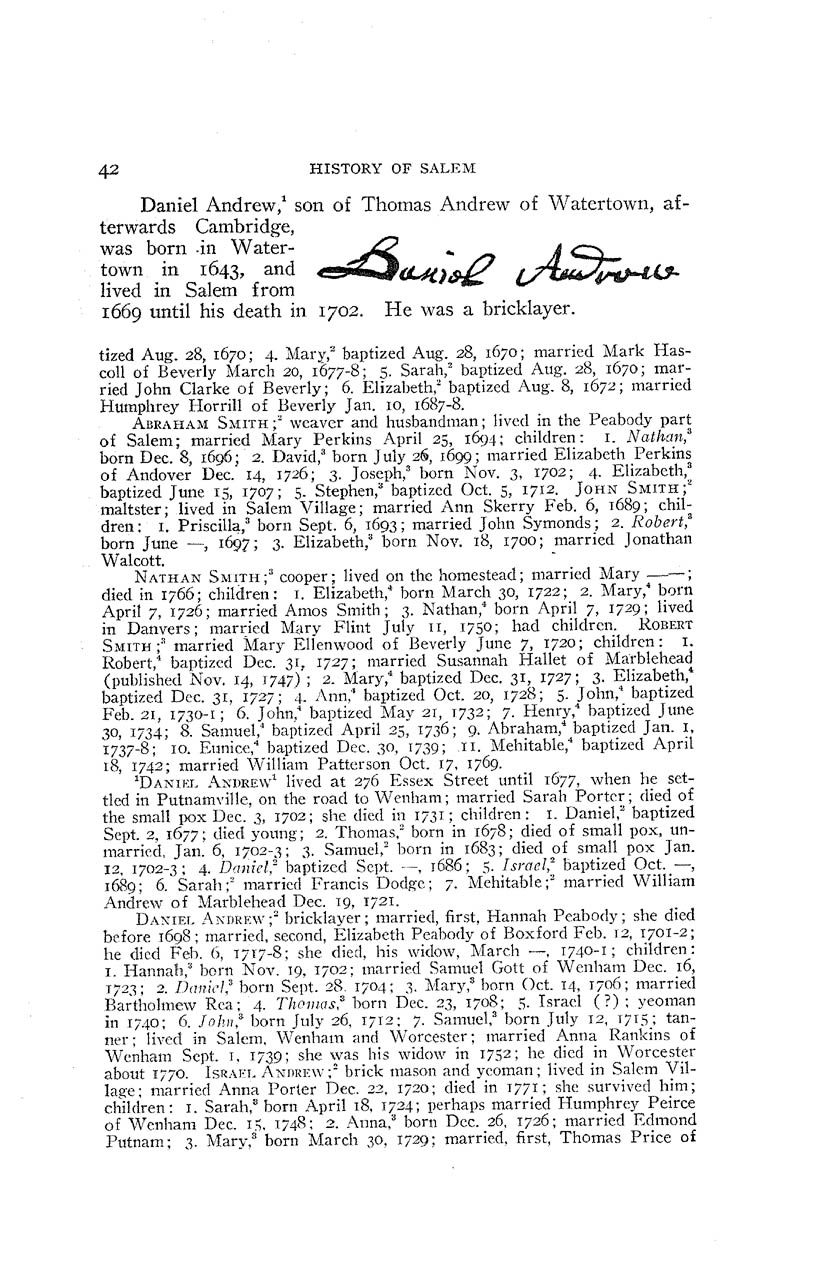 42 HISTORY OF SALEM
Daniel Andrew,¹ son of Thomas Andrew of Watertown, af-
terwards Cambridge,
was born in Water-
town in 1643, and
lived in Salem from
Daniel Andrew
1669 until his death in 1702. He was a bricklayer.
tized Aug. 28, 1670; 4. Mary,² baptized Aug. 28, 1670; married Mark Has-
coll of Beverly March 20, 1677-8; 5. Sarah,² baptized Aug. 28, 1670; mar-
ried John Clarke of Beverly; 6. Elizabeth,² baptized Aug. 8, 1672; married
Humphrey Horrill of Beverly Jan. 10, 1687-8.
ABRAHAM SMITH;² weaver and husbandman; lived in the Peabody part
of Salem; married Mary Perkins April 25, 1694; children: 1. Nathan,³
born Dec. 8, 1696; 2. David,³ born July 26, 1699; married Elizabeth Perkins
of Andover Dec. 14, 1726; 3. Joseph,³ born Nov. 3, 1702; 4. Elizabeth,³
baptized June 15, 1707; 5. Stephen,³ baptized Oct. 5, 1712. JOHN SMITH;²
maltster; lived in Salem Village; married Ann Skerry Feb. 6, 1689; chil-
dren: 1. Priscilla,³ born Sept. 6, 1693; married John Symonds; 2. Robert,³
born June —, 1697; 3. Elizabeth,³ born Nov. 18, 1700; married Jonathan
Walcott.
NATHAN SMITH;³ cooper; lived on the homestead; married Mary ——;
died in 1766; children: 1. Elizabeth,⁴ born March 30, 1722; 2. Mary,⁴ born
April 7, 1726; married Amos Smith; 3. Nathan,⁴ born April 7, 1729; lived
in Danvers; married Mary Flint July 11, 1750; had children. ROBERT
SMITH;³ married Mary Ellenwood of Beverly June 7, 1720; children: 1.
Robert,⁴ baptized Dec. 31, 1727; married Susannah Hallet of Marblehead
(published Nov. 14, 1747); 2. Mary,⁴ baptized Dec. 31, 1727; 3. Elizabeth,⁴
baptized Dec. 31, 1727; 4. Ann,⁴ baptized Oct. 20, 1728; 5. John,⁴ baptized
Feb. 21, 1730-1; 6. John,⁴ baptized May 21, 1732; 7. Henry,⁴ baptized June
30, 1734; 8. Samuel,⁴ baptized April 25, 1736; 9. Abraham,⁴ baptized Jan. 1,
1737-8; 10. Eunice,⁴ baptized Dec. 30, 1739; 11. Mehitable,⁴ baptized April
18, 1742; married William Patterson Oct. 17, 1769.
¹DANIEL ANDREW¹ lived at 276 Essex Street until 1677, when he set-
tled in Putnamville, on the road to Wenham; married Sarah Porter; died of
the small pox Dec. 3, 1702; she died in 1731; children: 1. Daniel,² baptized
Sept. 2, 1677; died young; 2. Thomas,² born in 1678; died of small pox, un-
married, Jan. 6, 1702-3; 3. Samuel,² born in 1683; died of small pox Jan.
12, 1702-3; 4. Daniel,² baptized Sept. —, 1686; 5. Israel,² baptized Oct. —,
1689; 6. Sarah;² married Francis Dodge; 7. Mehitable;² married William
Andrew of Marblehead Dec. 19, 1721.
DANIEL ANDREW;² bricklayer; married, first, Hannah Peabody; she died
before 1698; married, second, Elizabeth Peabody of Boxford Feb. 12, 1701-2;
he died Feb. 6, 1717-8; she died, his widow, March —, 1740-1; children:
1. Hannah,³ born Nov. 19, 1702; married Samuel Gott of Wenham Dec. 16,
1723; 2. Daniel,³ born Sept. 28, 1704; 3. Mary,³ born Oct. 14, 1706; married
Bartholmew Rea; 4. Thomas,³ born Dec. 23, 1708; 5. Israel (?); yeoman
in 1740; 6. John,³ born July 26, 1712; 7. Samuel,³ born July 12, 1715; tan-
ner; lived in Salem, Wenham and Worcester; married Anna Rankins of
Wenham Sept. 1, 1739; she was his widow in 1752; he died in Worcester
about 1770. ISRAEL ANDREW;² brick mason and yeoman; lived in Salem Vil-
lage; married Anna Porter Dec. 22, 1720; died in 1771; she survived him;
children: 1. Sarah,³ born April 18, 1724; perhaps married Humphrey Peirce
of Wenham Dec. 15, 1748; 2. Anna,³ born Dec. 26, 1726; married Edmond
Putnam; 3. Mary,³ born March 30, 1729; married, first, Thomas Price of